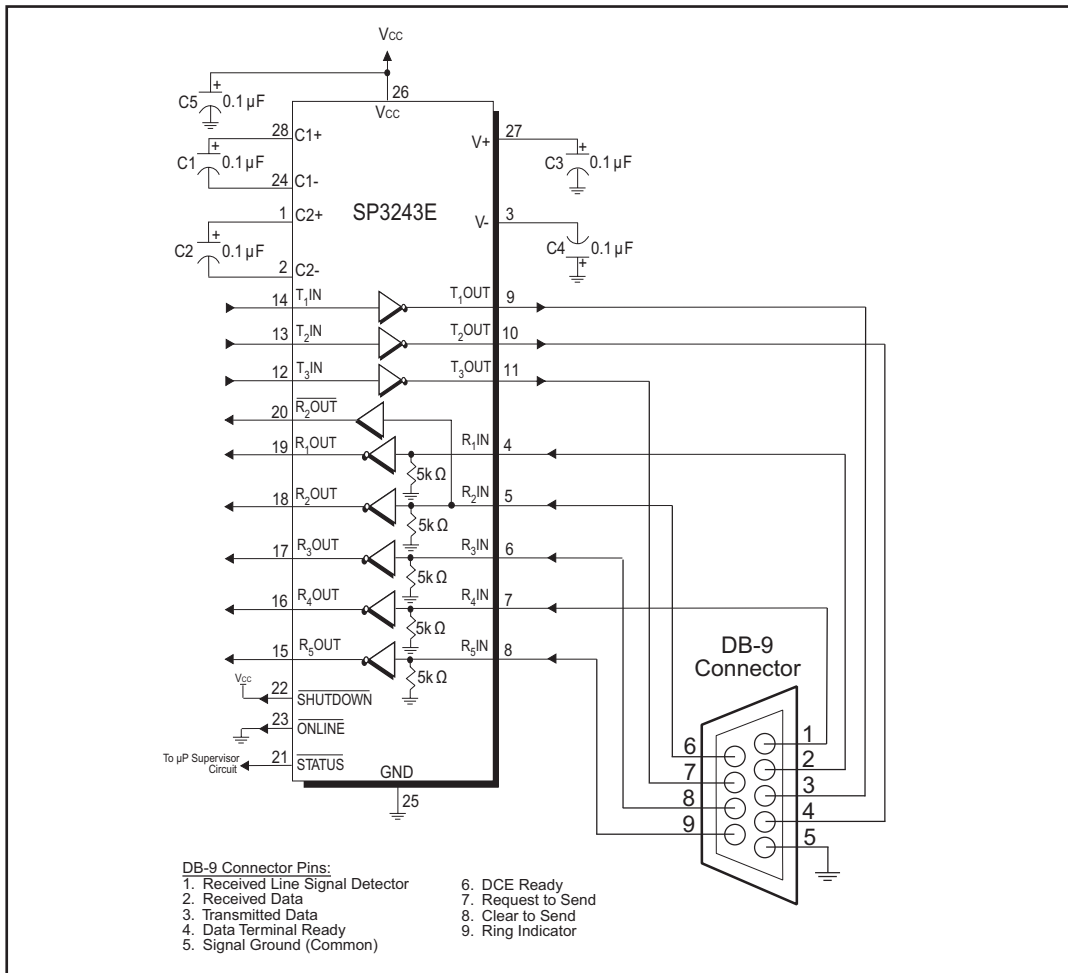 VCC
26
VCC
C5
+
0.1 µF
28
C1+
C1
+
0.1 µF
24
C1-
1
C2+
C2
+
0.1 µF
2
C2-
SP3243E
V+
27
+
C3
0.1 µF
V-
3
C4
0.1 µF
+
14
T1IN
T1OUT
9
13
T2IN
T2OUT
10
12
T3IN
T3OUT
11
20
R2OUT
19
R1OUT
R1IN
4
5k Ω
18
R2OUT
R2IN
5
5k Ω
17
R3OUT
R3IN
6
5k Ω
16
R4OUT
R4IN
7
5k Ω
15
R5OUT
R5IN
8
5k Ω
VCC
22
SHUTDOWN
23
ONLINE
To µP Supervisor
Circuit
21
STATUS
GND
25
DB-9
Connector
6
7
8
9
1
2
3
4
5
DB-9 Connector Pins:
1. Received Line Signal Detector
2. Received Data
3. Transmitted Data
4. Data Terminal Ready
5. Signal Ground (Common)
6. DCE Ready
7. Request to Send
8. Clear to Send
9. Ring Indicator